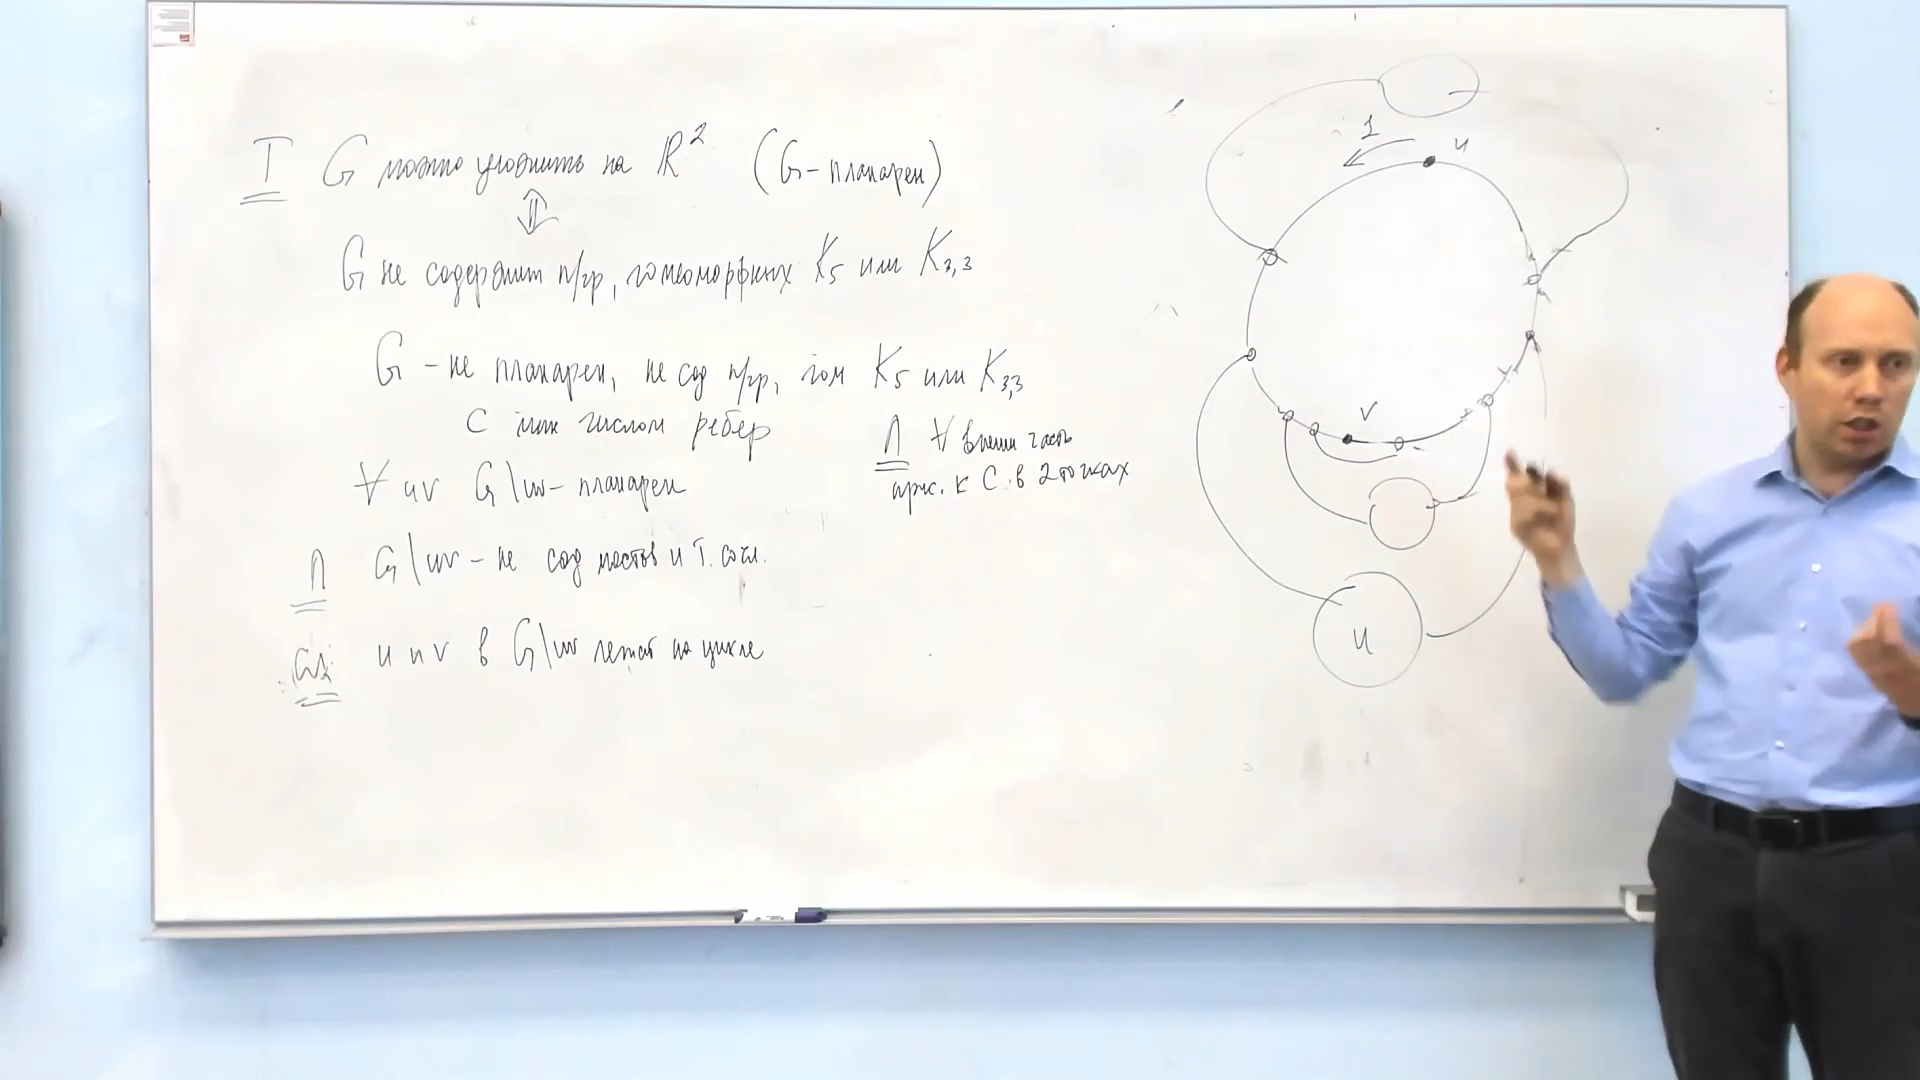 T G можно уложить на ℝ² (G-планарен)
⇕
G не содержит п/гр, гомеоморфных K₅ или K₃,₃
G - не планарен, не сод п/гр, гом K₅ или K₃,₃
с мин числом рёбер
∀ uv G\uv - планарен
Л G\uv - не сод мостов и т. сочл.
Сл u и v в G\uv лежат на цикле
Л ∀ внешн часть
прис. к C в 2 точках
1
u
v
И